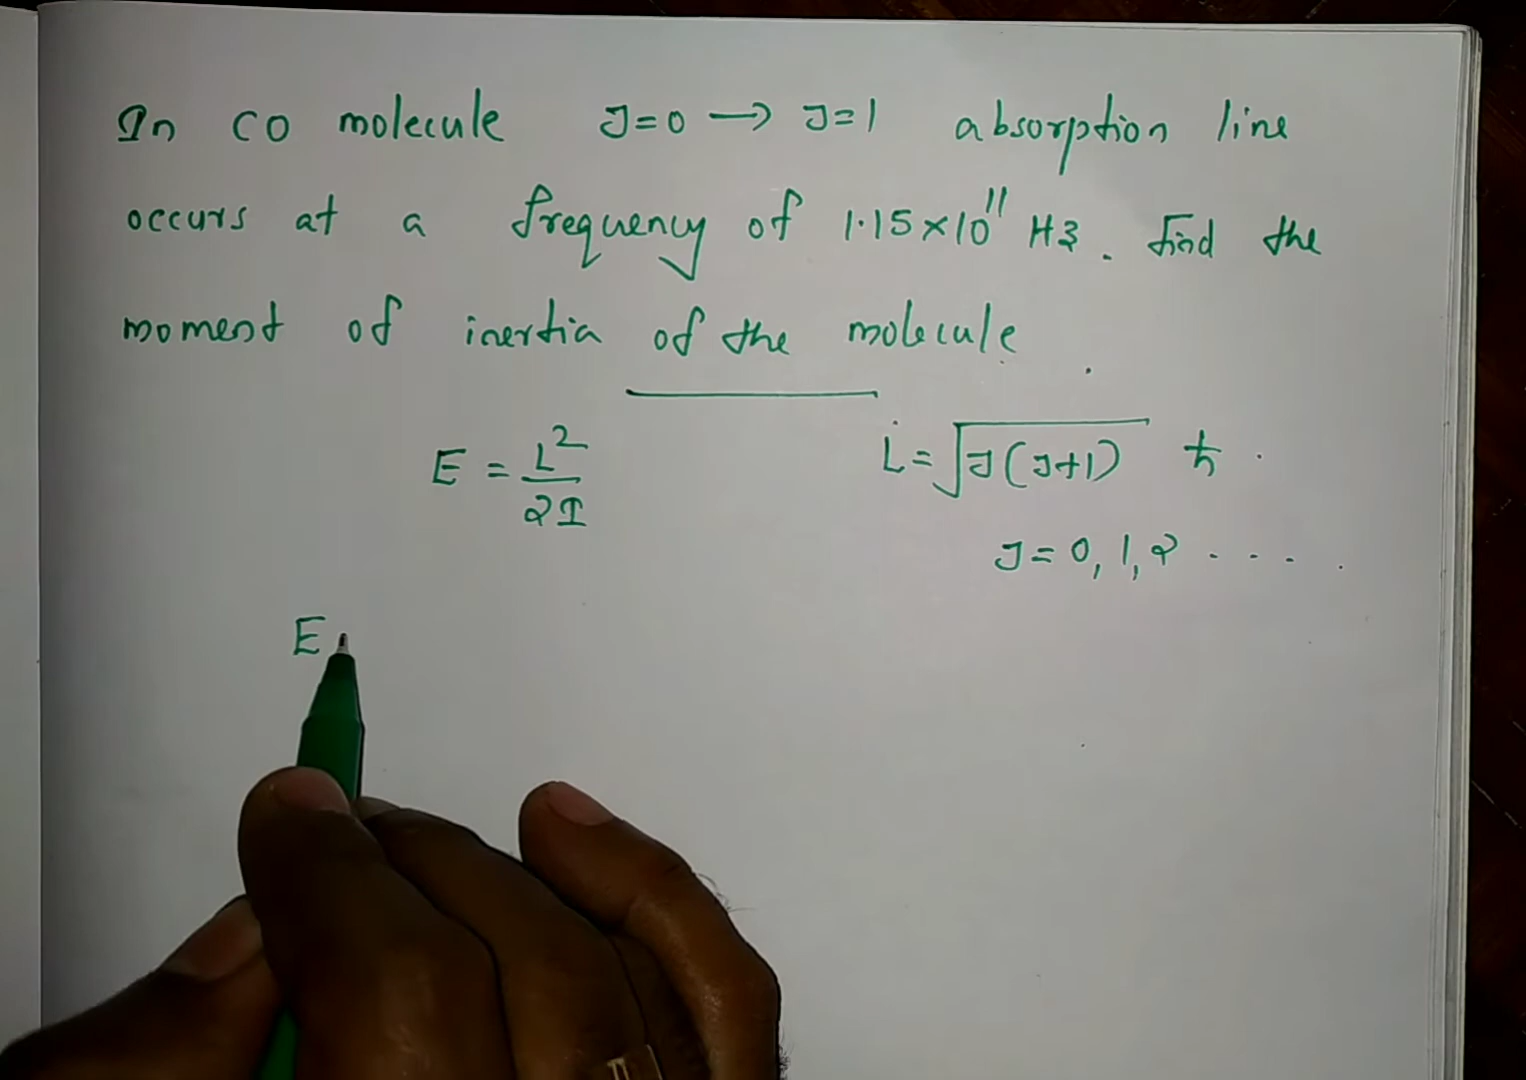 In CO molecule J=0 → J=1 absorption line
occurs at a frequency of 1.15×10¹¹ Hz. Find the
moment of inertia of the molecule.
E = L²/2I L = √J(J+1) ħ.
J = 0, 1, 2 ....
E